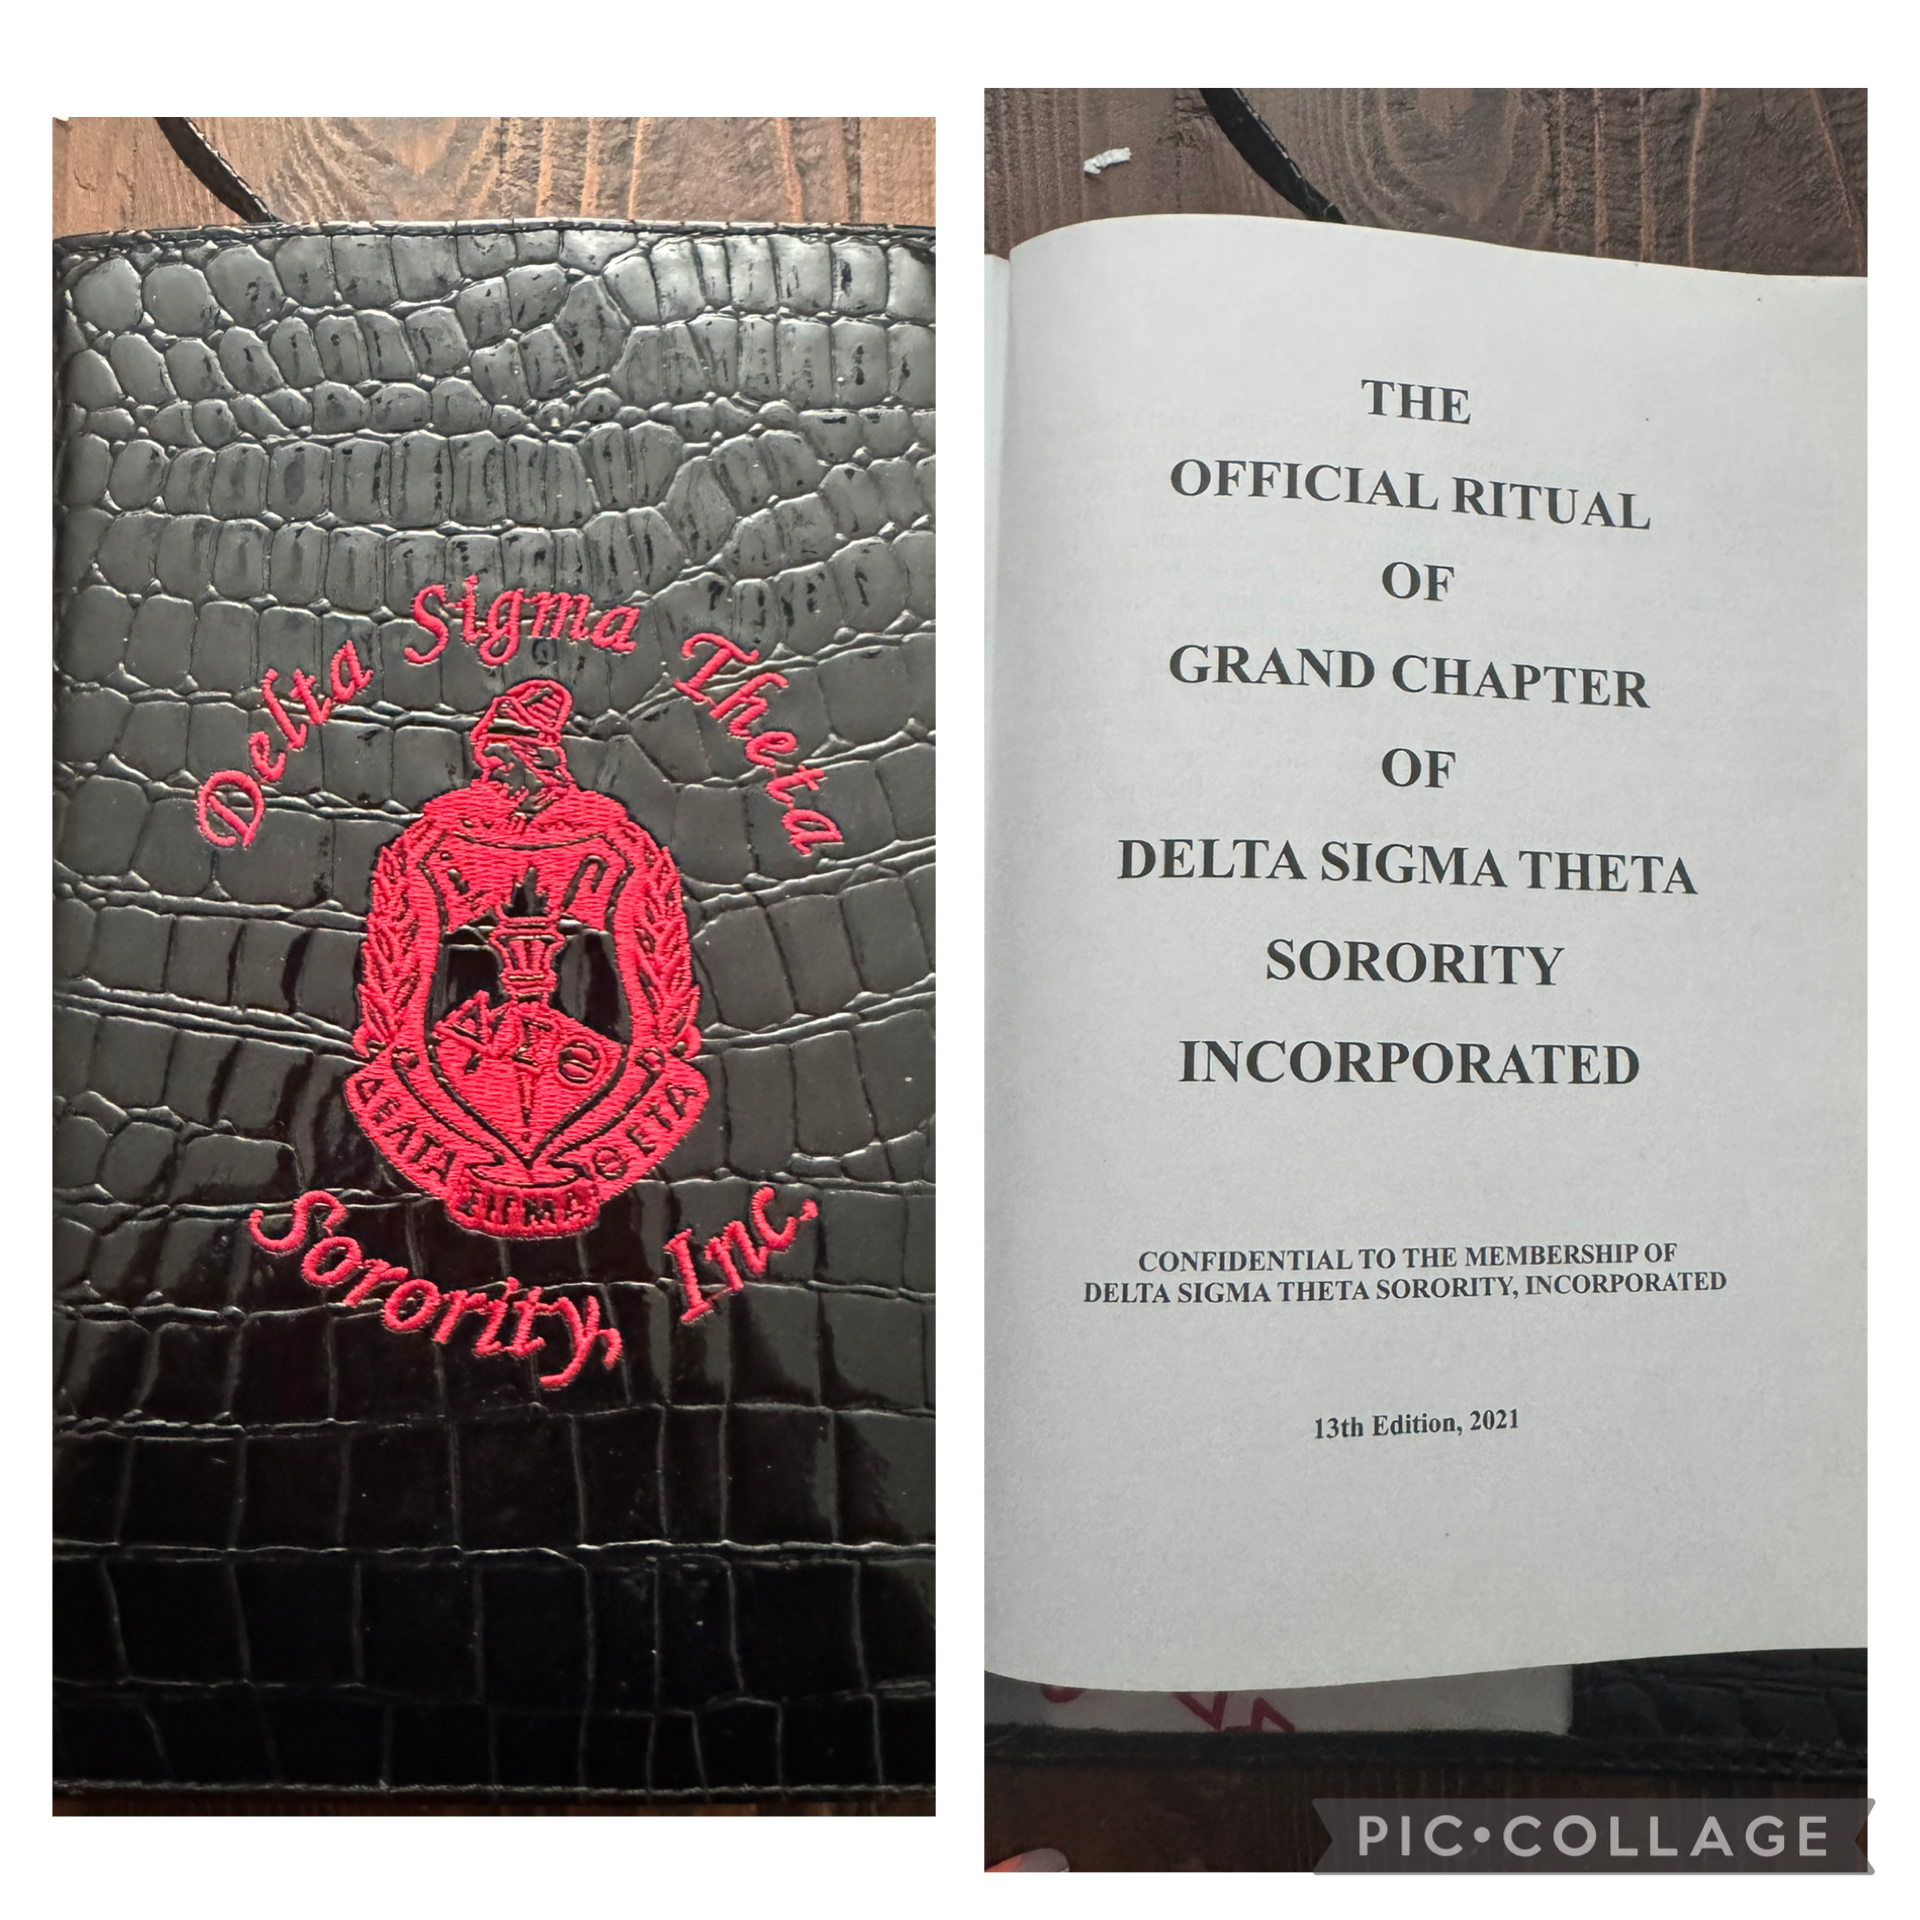 Delta Sigma Theta
ΔΣΘ
ΔΕΛΤΑ ΣΙΓΜΑ ΘΕΤΑ
Sorority, Inc.
THE
OFFICIAL RITUAL
OF
GRAND CHAPTER
OF
DELTA SIGMA THETA
SORORITY
INCORPORATED
CONFIDENTIAL TO THE MEMBERSHIP OF
DELTA SIGMA THETA SORORITY, INCORPORATED
13th Edition, 2021
PIC•COLLAGE